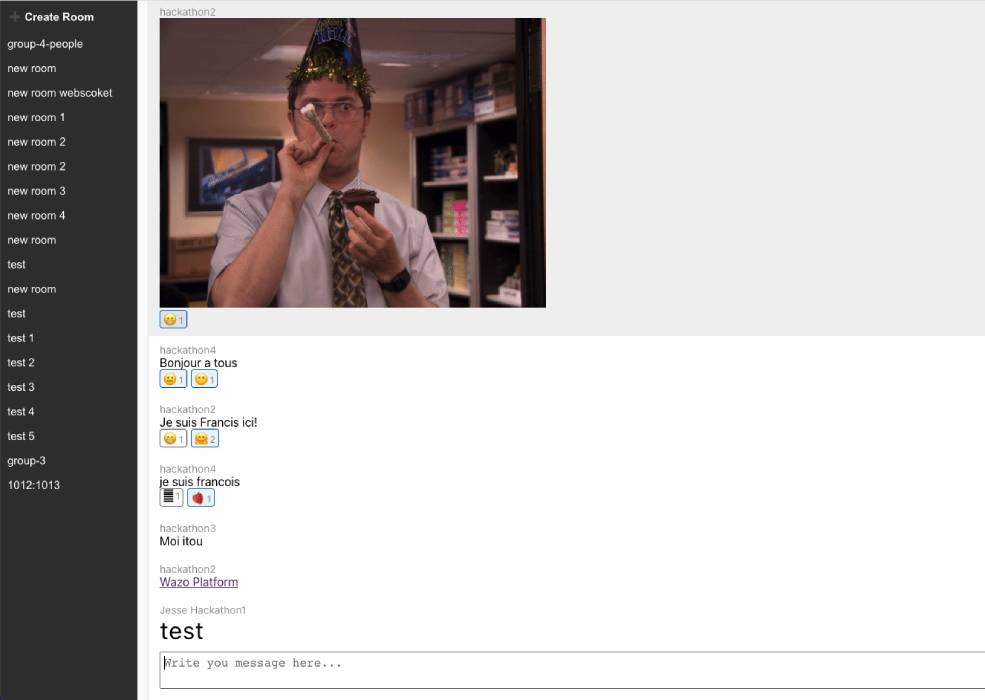 Create Room
group-4-people
new room
new room webscoket
new room 1
new room 2
new room 2
new room 3
new room 4
new room
test
new room
test
test 1
test 2
test 3
test 4
test 5
group-3
1012:1013
hackathon2
1
hackathon4
Bonjour a tous
1 1
hackathon2
Je suis Francis ici!
1 2
hackathon4
je suis francois
1 1
hackathon3
Moi itou
hackathon2
Wazo Platform
Jesse Hackathon1
test
Write you message here...